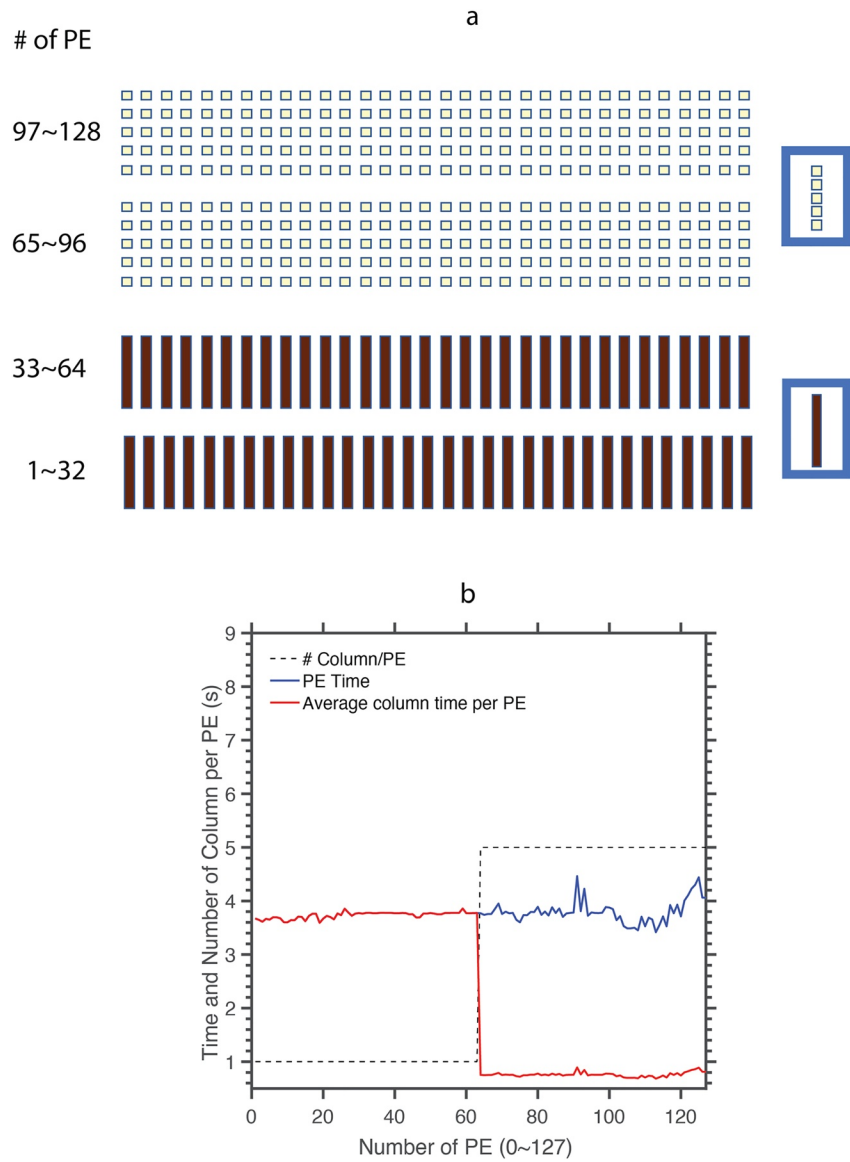 a
# of PE
97~128
65~96
33~64
1~32
b
9
8
7
6
5
4
3
2
1
Time and Number of Column per PE (s)
# Column/PE
PE Time
Average column time per PE
0 20 40 60 80 100 120
Number of PE (0~127)